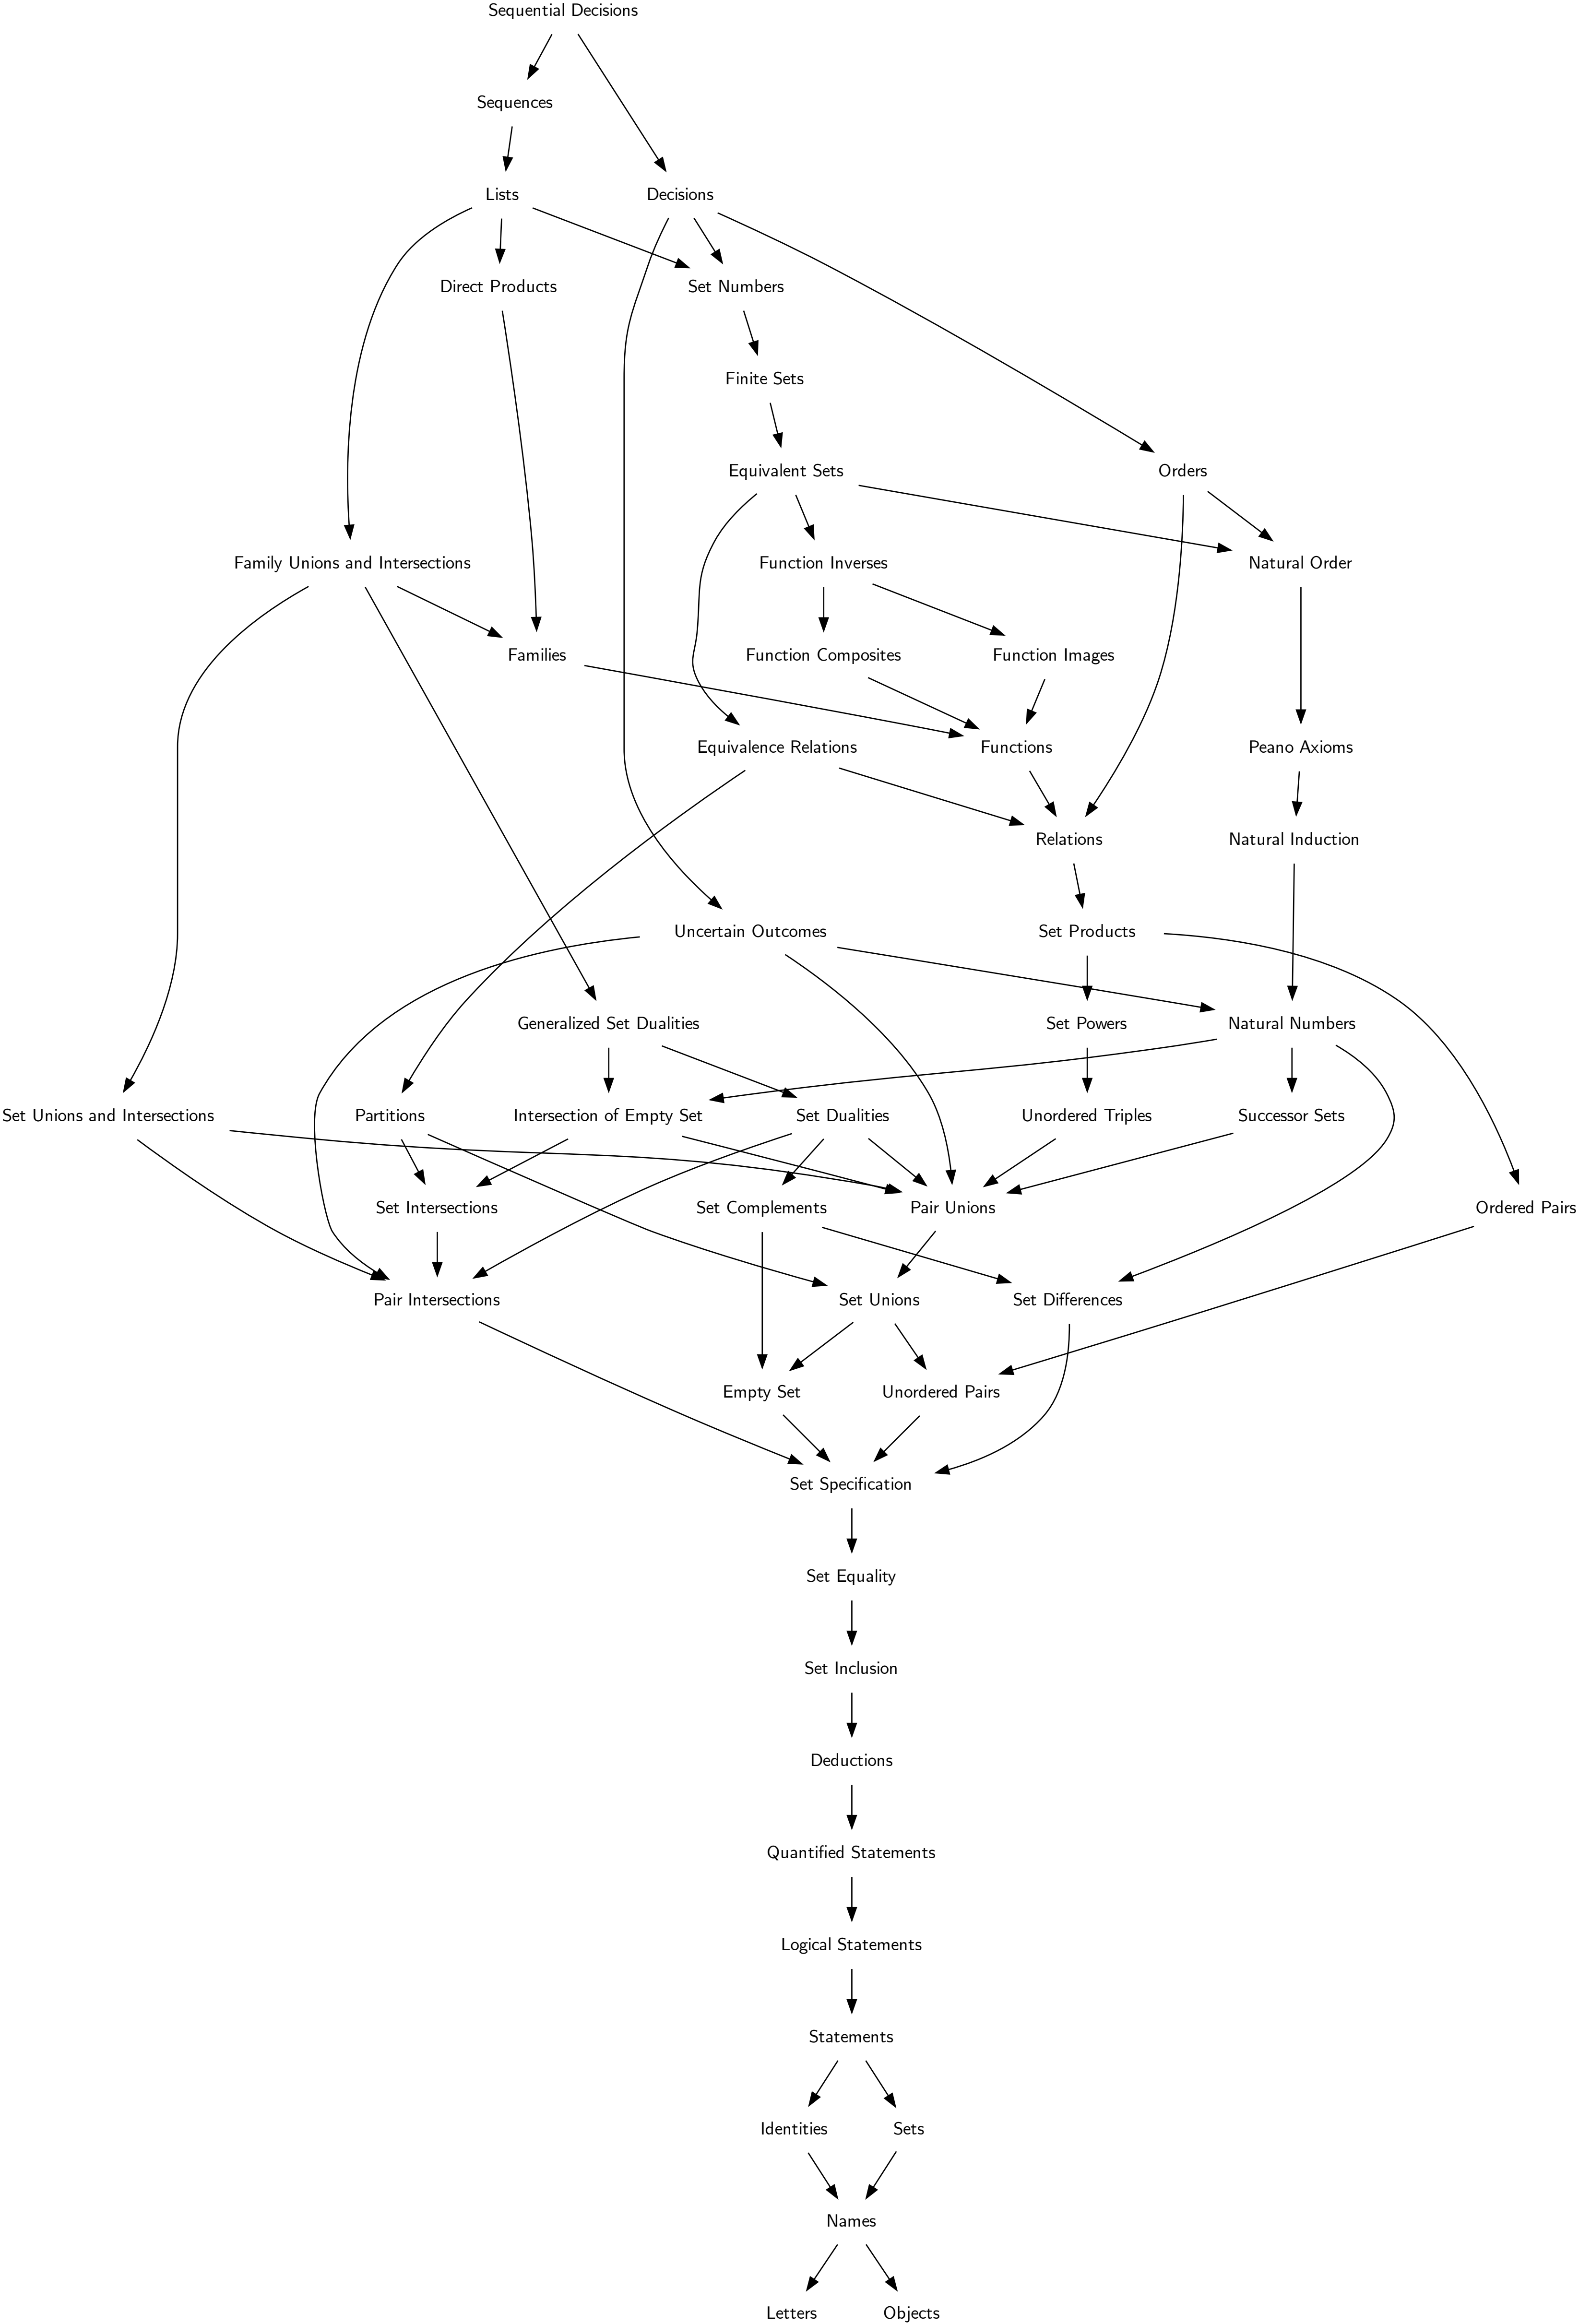 Sequential Decisions
Sequences
Lists
Decisions
Direct Products
Set Numbers
Finite Sets
Equivalent Sets
Orders
Family Unions and Intersections
Function Inverses
Natural Order
Families
Function Composites
Function Images
Equivalence Relations
Functions
Peano Axioms
Relations
Natural Induction
Uncertain Outcomes
Set Products
Generalized Set Dualities
Set Powers
Natural Numbers
Set Unions and Intersections
Partitions
Intersection of Empty Set
Set Dualities
Unordered Triples
Successor Sets
Set Intersections
Set Complements
Pair Unions
Ordered Pairs
Pair Intersections
Set Unions
Set Differences
Empty Set
Unordered Pairs
Set Specification
Set Equality
Set Inclusion
Deductions
Quantified Statements
Logical Statements
Statements
Identities
Sets
Names
Letters
Objects